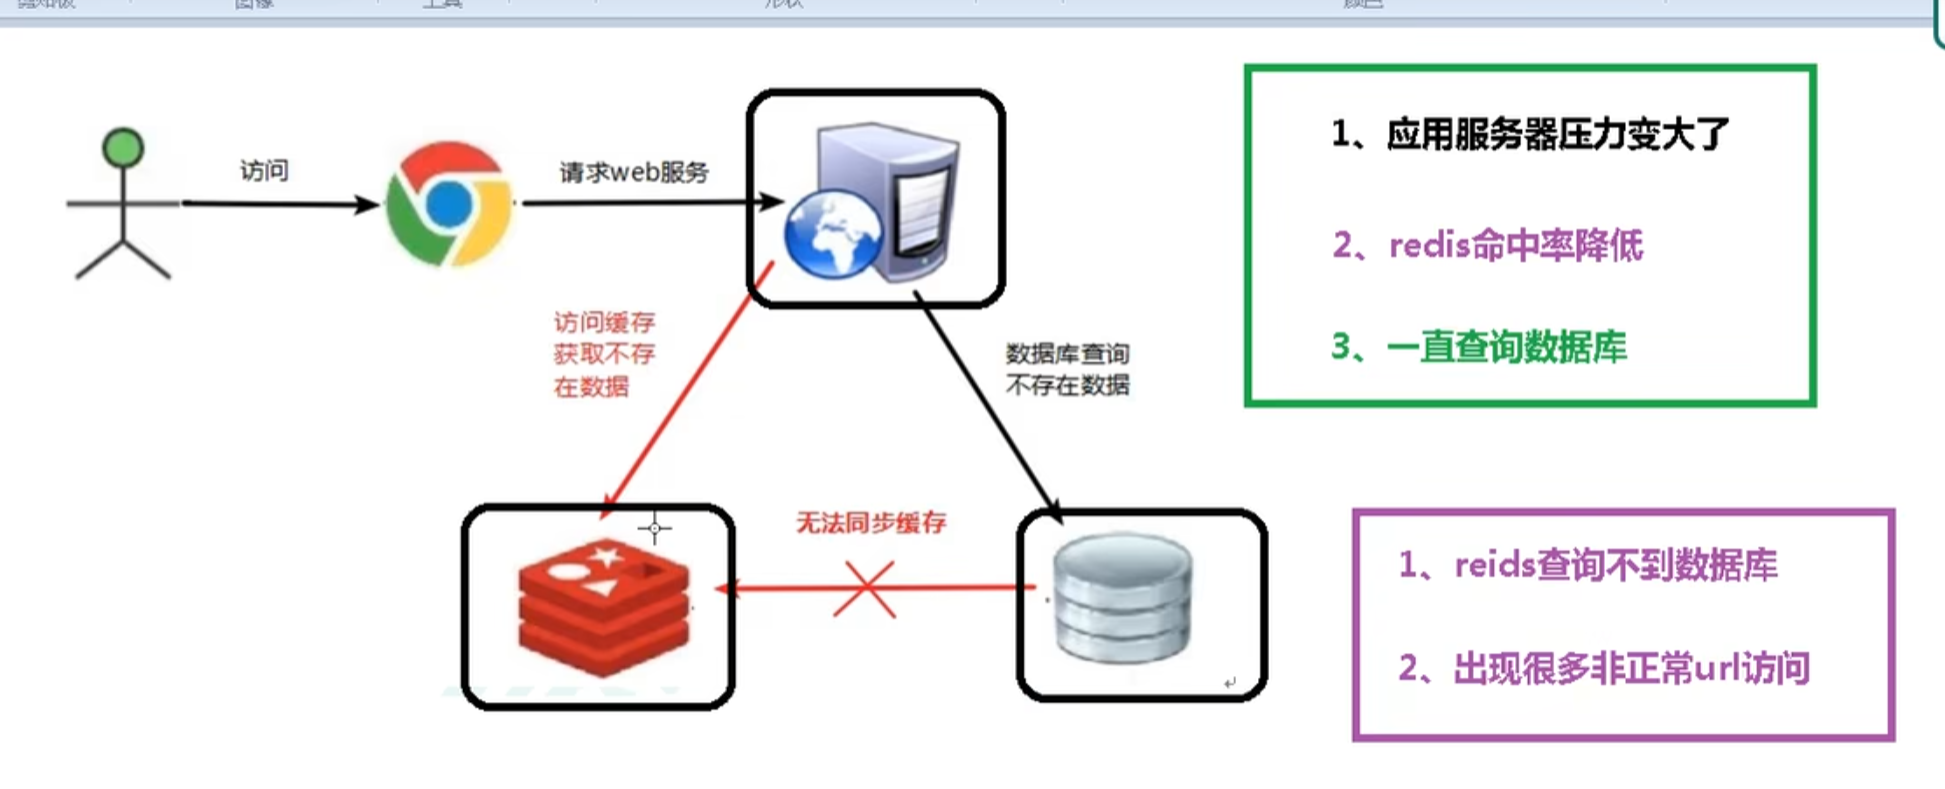 访问
请求web服务
访问缓存
获取不存
在数据
数据库查询
不存在数据
无法同步缓存
1、应用服务器压力变大了
2、redis命中率降低
3、一直查询数据库
1、reids查询不到数据库
2、出现很多非正常url访问